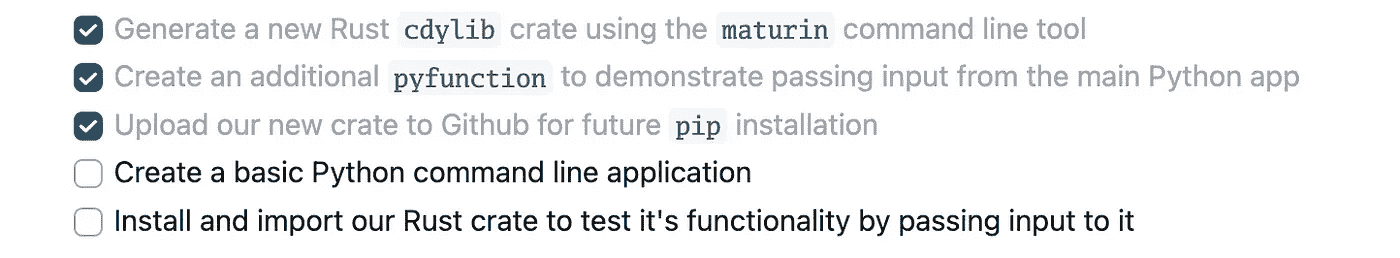 Generate a new Rust cdylib crate using the maturin command line tool
Create an additional pyfunction to demonstrate passing input from the main Python app
Upload our new crate to Github for future pip installation
Create a basic Python command line application
Install and import our Rust crate to test it's functionality by passing input to it